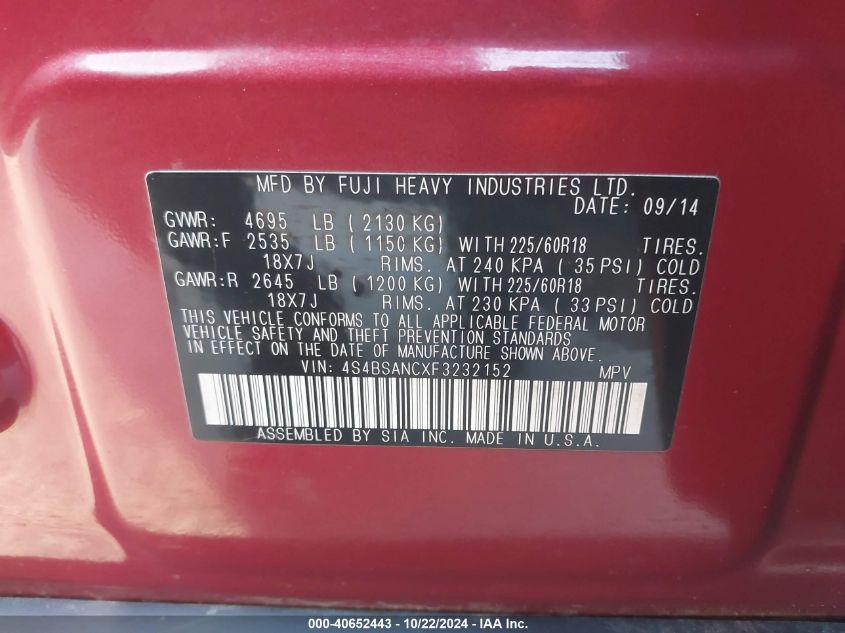 MFD BY FUJI HEAVY INDUSTRIES LTD.
DATE: 09/14
GVWR: 4695 LB ( 2130 KG)
GAWR:F 2535 LB ( 1150 KG) WITH 225/60R18 TIRES.
18X7J RIMS. AT 240 KPA ( 35 PSI) COLD
GAWR:R 2645 LB ( 1200 KG) WITH 225/60R18 TIRES.
18X7J RIMS. AT 230 KPA ( 33 PSI) COLD
THIS VEHICLE CONFORMS TO ALL APPLICABLE FEDERAL MOTOR
VEHICLE SAFETY AND THEFT PREVENTION STANDARDS
IN EFFECT ON THE DATE OF MANUFACTURE SHOWN ABOVE.
VIN: 4S4BSANCXF3232152 MPV
ASSEMBLED BY SIA INC. MADE IN U.S.A.
000-40652443 - 10/22/2024 - IAAI.COM